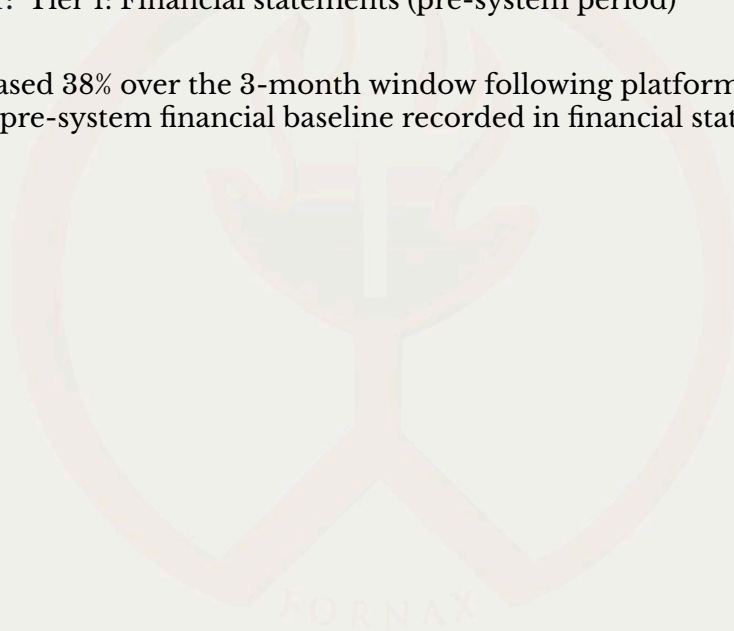 Tier 1: Financial statements (pre-system period)
ased 38% over the 3-month window following platform
pre-system financial baseline recorded in financial stat
FORNAX